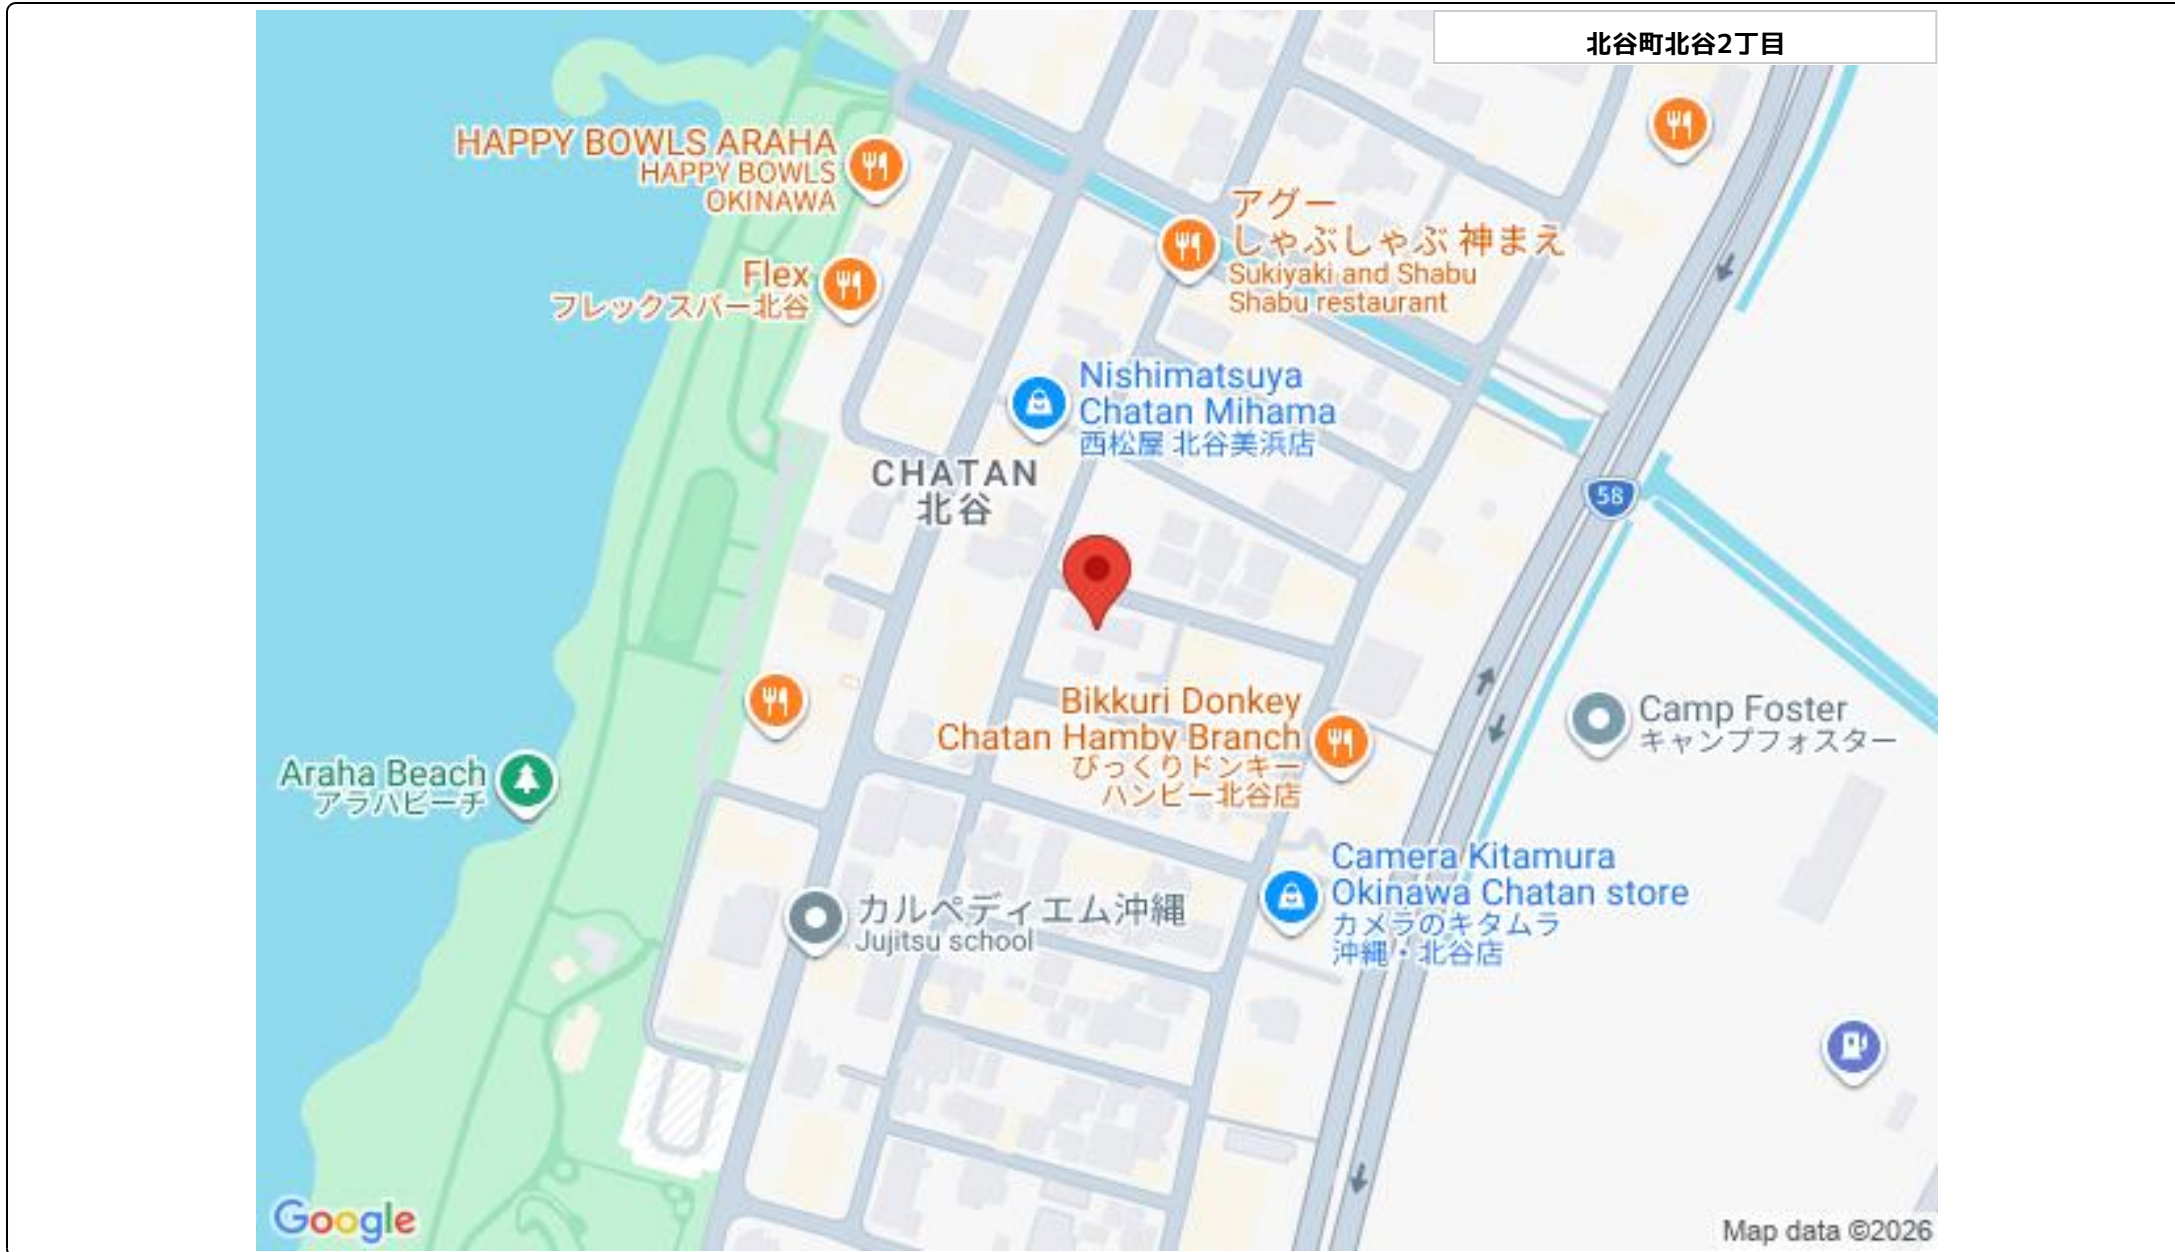 北谷町北谷2丁目
HAPPY BOWLS ARAHA
HAPPY BOWLS
OKINAWA
アグー
しゃぶしゃぶ 神まえ
Sukiyaki and Shabu
Shabu restaurant
Flex
フレックスバー北谷
Nishimatsuya
Chatan Mihama
西松屋 北谷美浜店
CHATAN
北谷
58
Bikkuri Donkey
Chatan Hamby Branch
びっくりドンキー
ハンビー北谷店
Camp Foster
キャンプフォスター
Araha Beach
アラハビーチ
Camera Kitamura
Okinawa Chatan store
カメラのキタムラ
沖縄・北谷店
カルペディエム沖縄
Jujitsu school
Google
Map data ©2026